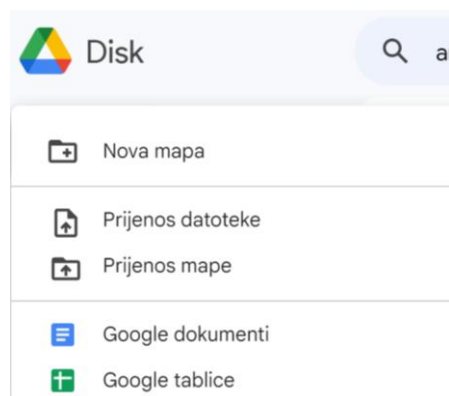 Disk
Nova mapa
Prijenos datoteke
Prijenos mape
Google dokumenti
Google tablice